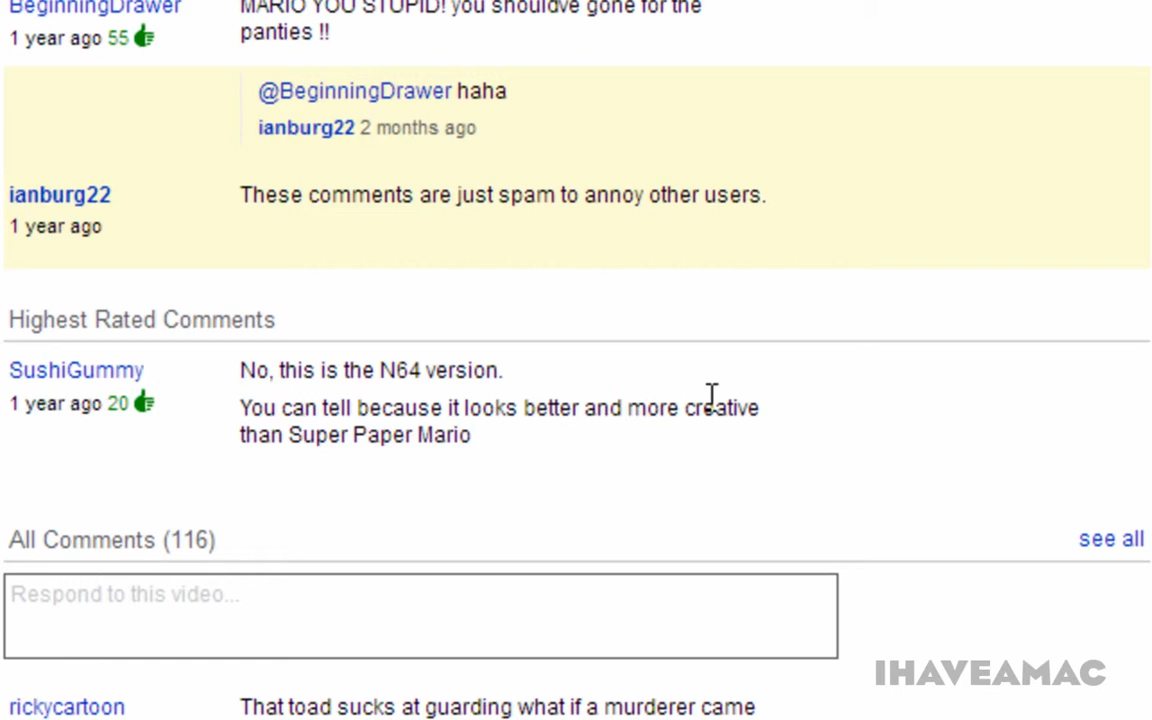 BeginningDrawer
MARIO YOU STUPID! you shouldve gone for the
1 year ago 55
panties !!
@BeginningDrawer haha
ianburg22 2 months ago
ianburg22
These comments are just spam to annoy other users.
1 year ago
Highest Rated Comments
SushiGummy
No, this is the N64 version.
1 year ago 20
You can tell because it looks better and more creative
than Super Paper Mario
All Comments (116)
see all
Respond to this video...
IHAVEAMAC
rickycartoon
That toad sucks at guarding what if a murderer came